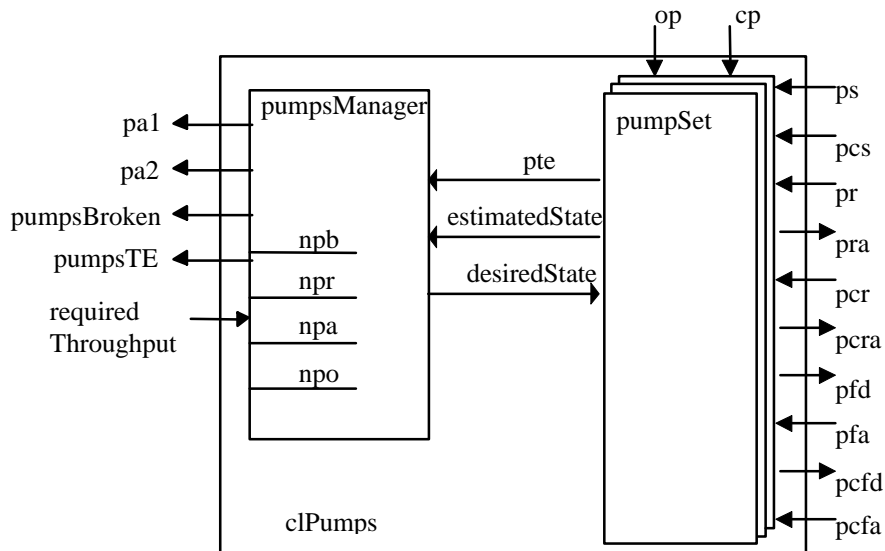 op
cp
pumpsManager
pumpSet
ps
pa1
pcs
pa2
pte
pr
pumpsBroken
estimatedState
pra
pumpsTE
npb
desiredState
pcr
npr
required
Throughput
npa
pcra
npo
pfd
pfa
pcfd
clPumps
pcfa